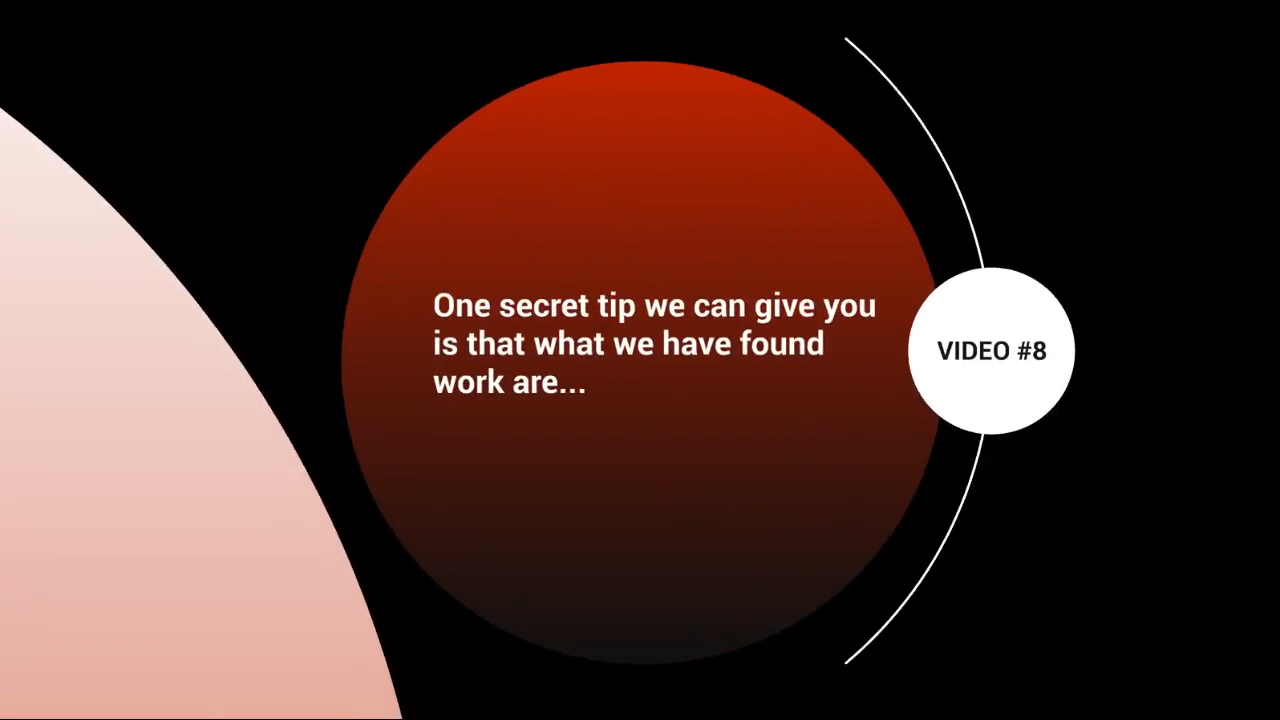 One secret tip we can give you
is that what we have found
work are...
VIDEO #8